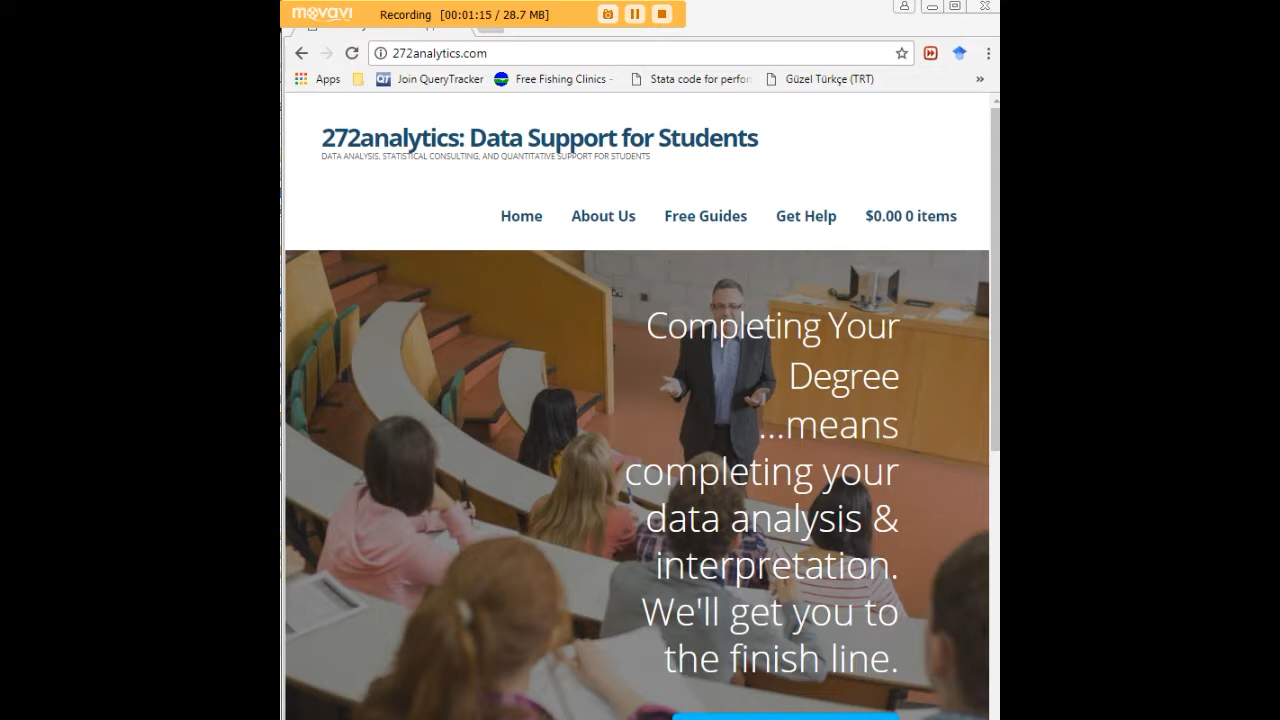 movavi Recording [00:01:15 / 28.7 MB]
272analytics.com
Apps QT Join QueryTracker Free Fishing Clinics - Stata code for perfor Güzel Türkçe (TRT) »
272analytics: Data Support for Students
DATA ANALYSIS, STATISTICAL CONSULTING, AND QUANTITATIVE SUPPORT FOR STUDENTS
Home About Us Free Guides Get Help $0.00 0 items
Completing Your
Degree
...means
completing your
data analysis &
interpretation.
We'll get you to
the finish line.